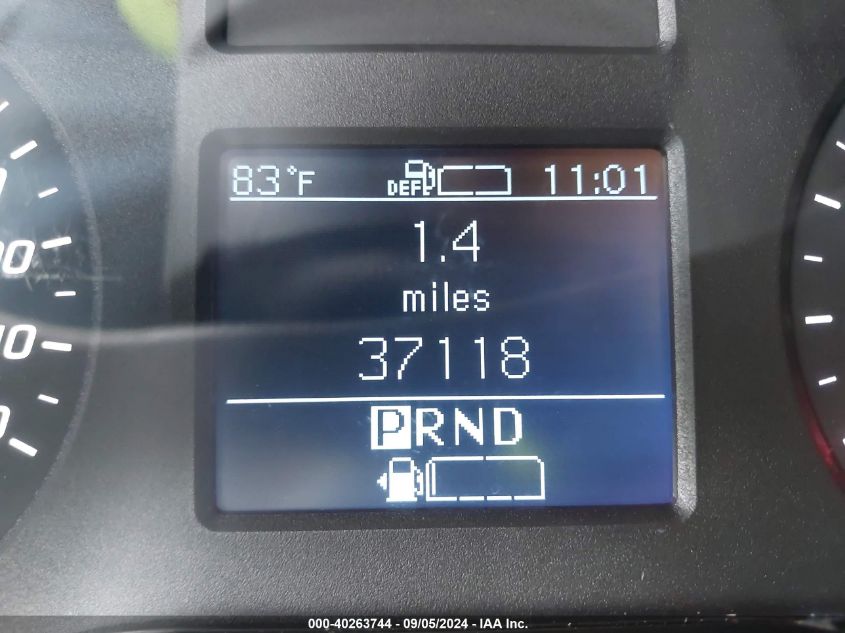 83°F DEF 11:01
1.4
miles
37118
PRND
000-40263744 - 09/05/2024 - IAA Inc.